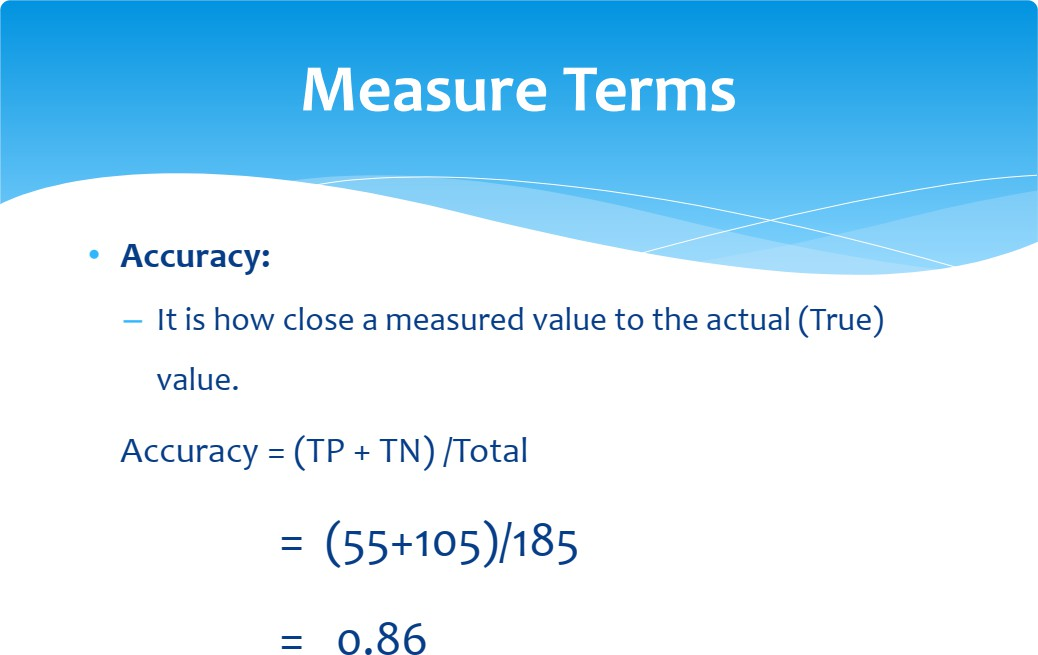 Measure Terms
• Accuracy:
– It is how close a measured value to the actual (True)
value.
Accuracy = (TP + TN) /Total
= (55+105)/185
= 0.86